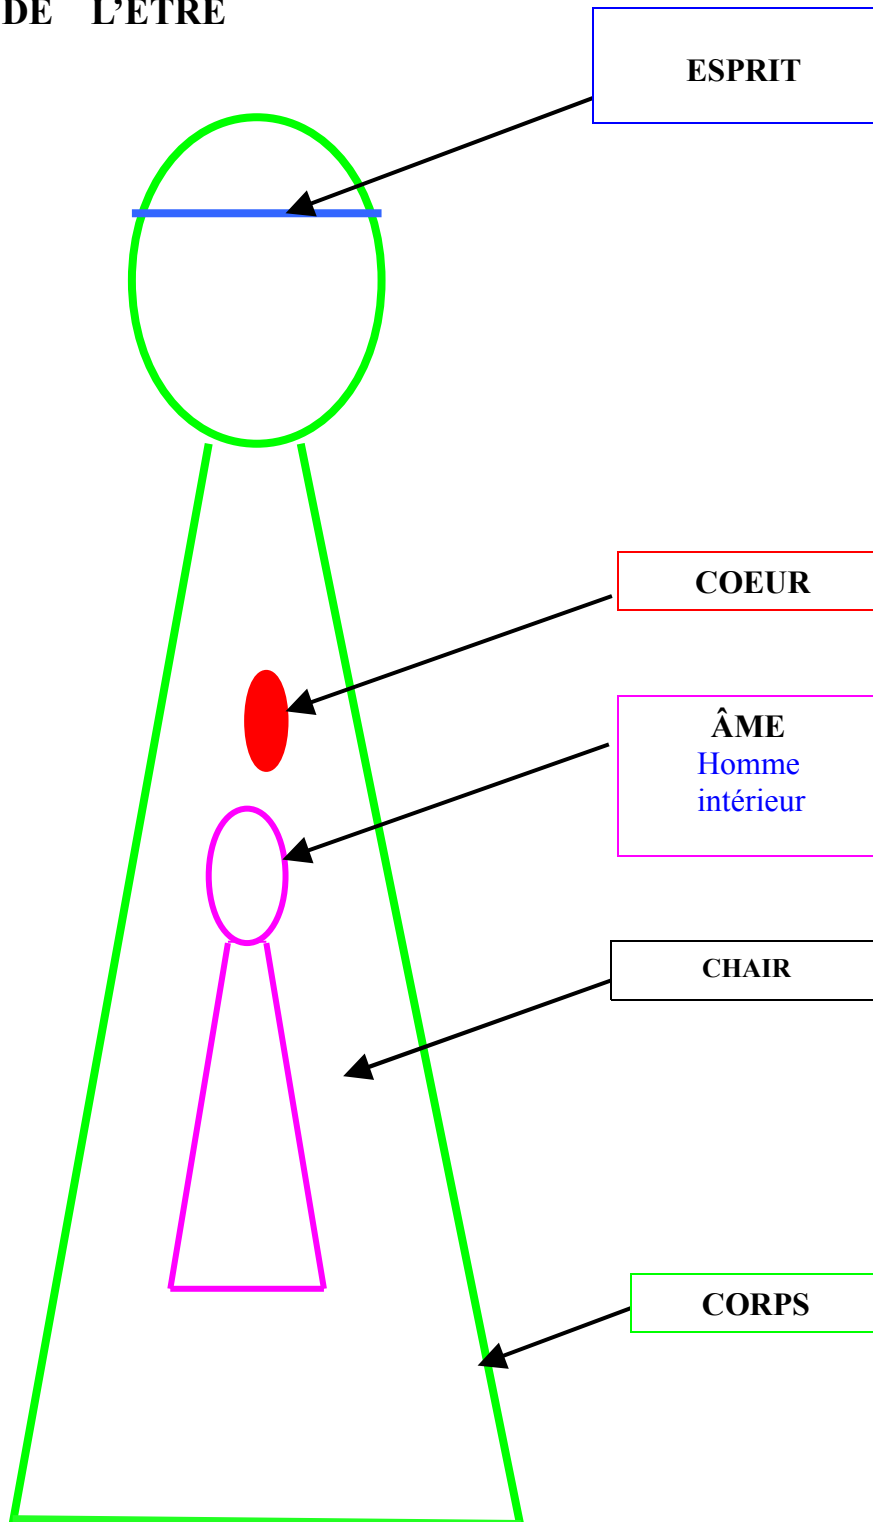 DE L’ETRE
ESPRIT
COEUR
ÂME
Homme
intérieur
CHAIR
CORPS